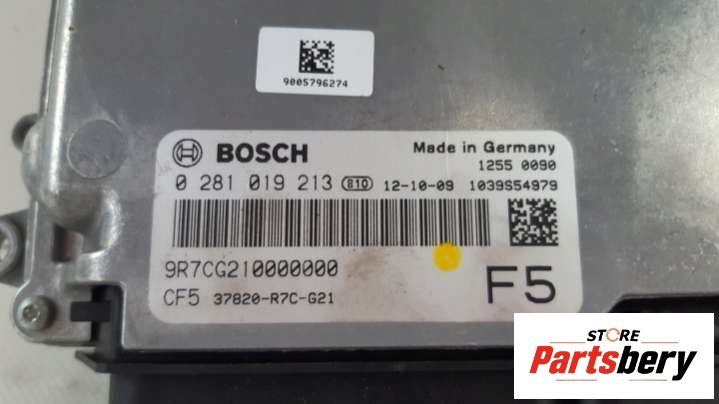 9005796274
BOSCH
Made in Germany
1255 0090
0 281 019 213 810 12-10-09 1039S54979
9R7CG210000000
CF5 37820-R7C-G21
F5
STORE
Partsbery